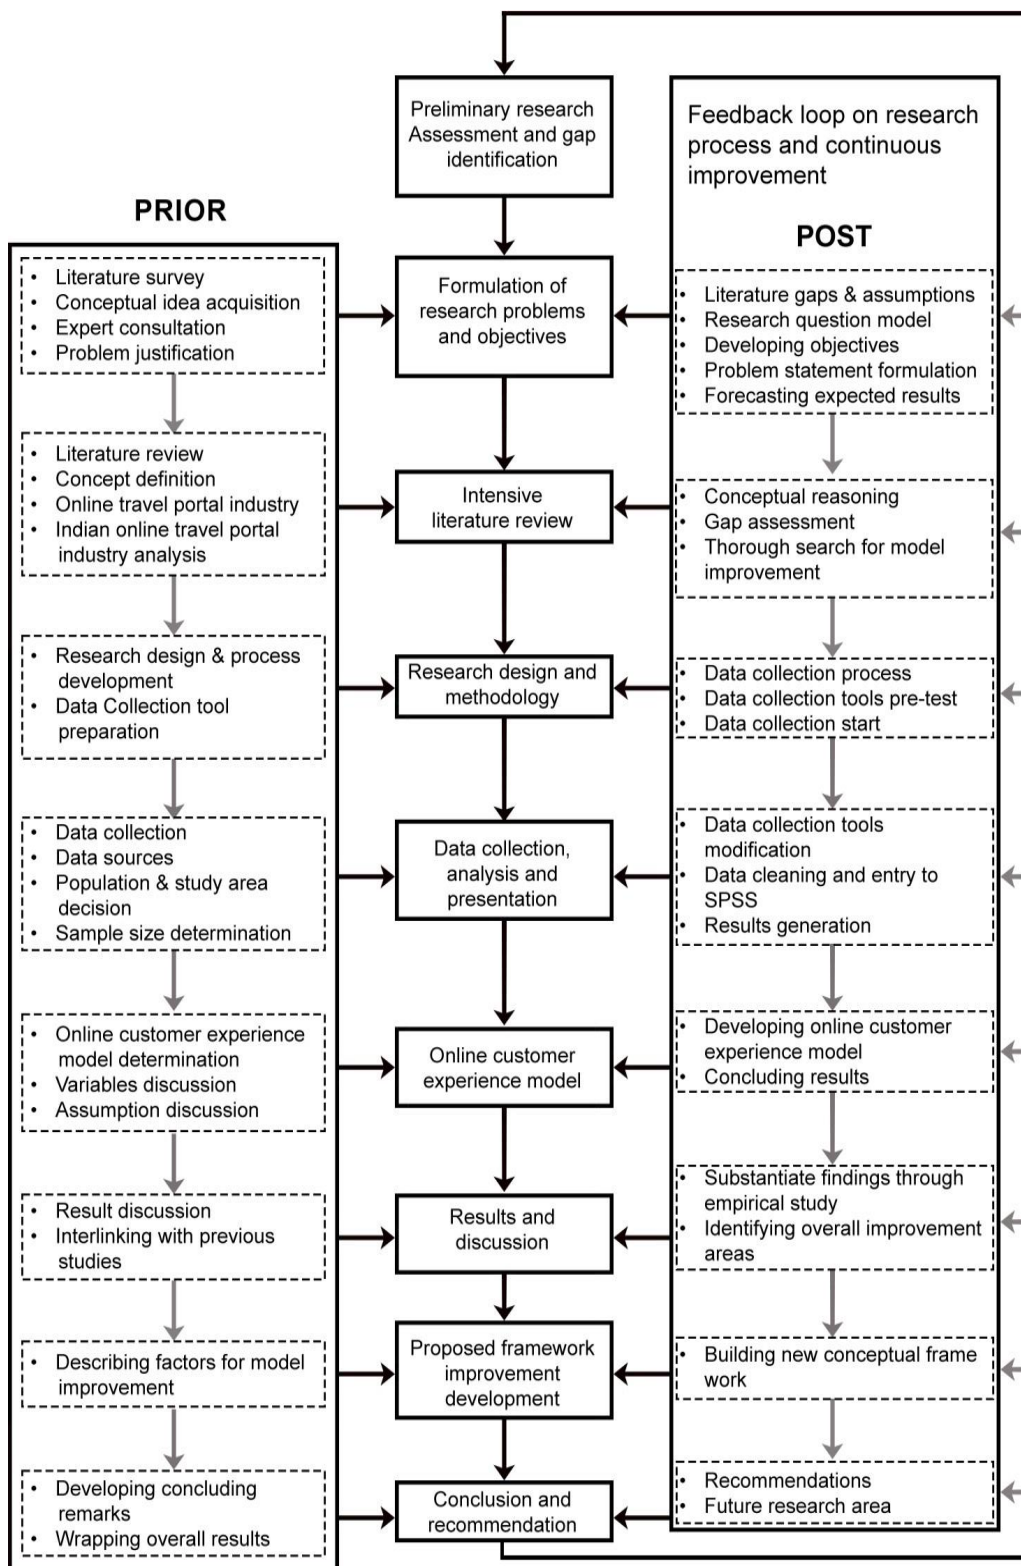 Preliminary research
Assessment and gap
identification
Feedback loop on research
process and continuous
improvement
PRIOR
POST
• Literature survey
• Conceptual idea acquisition
• Expert consultation
• Problem justification
Formulation of
research problems
and objectives
• Literature gaps & assumptions
• Research question model
• Developing objectives
• Problem statement formulation
• Forecasting expected results
• Literature review
• Concept definition
• Online travel portal industry
• Indian online travel portal
industry analysis
Intensive
literature review
• Conceptual reasoning
• Gap assessment
• Thorough search for model
improvement
• Research design & process
development
• Data Collection tool
preparation
Research design and
methodology
• Data collection process
• Data collection tools pre-test
• Data collection start
• Data collection
• Data sources
• Population & study area
decision
• Sample size determination
Data collection,
analysis and
presentation
• Data collection tools
modification
• Data cleaning and entry to
SPSS
• Results generation
• Online customer experience
model determination
• Variables discussion
• Assumption discussion
Online customer
experience model
• Developing online customer
experience model
• Concluding results
• Result discussion
• Interlinking with previous
studies
Results and
discussion
• Substantiate findings through
empirical study
• Identifying overall improvement
areas
• Describing factors for model
improvement
Proposed framework
improvement
development
• Building new conceptual frame
work
• Developing concluding
remarks
• Wrapping overall results
Conclusion and
recommendation
• Recommendations
• Future research area